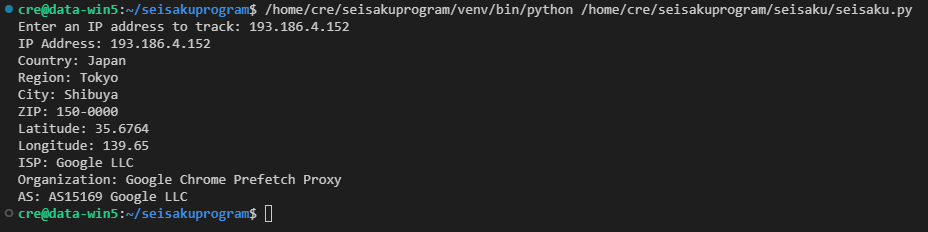 cre@data-win5:~/seisakuprogram$ /home/cre/seisakuprogram/venv/bin/python /home/cre/seisakuprogram/seisaku/seisaku.py
Enter an IP address to track: 193.186.4.152
IP Address: 193.186.4.152
Country: Japan
Region: Tokyo
City: Shibuya
ZIP: 150-0000
Latitude: 35.6764
Longitude: 139.65
ISP: Google LLC
Organization: Google Chrome Prefetch Proxy
AS: AS15169 Google LLC
cre@data-win5:~/seisakuprogram$